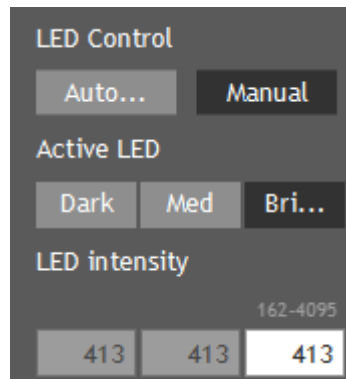 LED Control
Auto... Manual
Active LED
Dark Med Bri...
LED intensity
162-4095
413 413 413